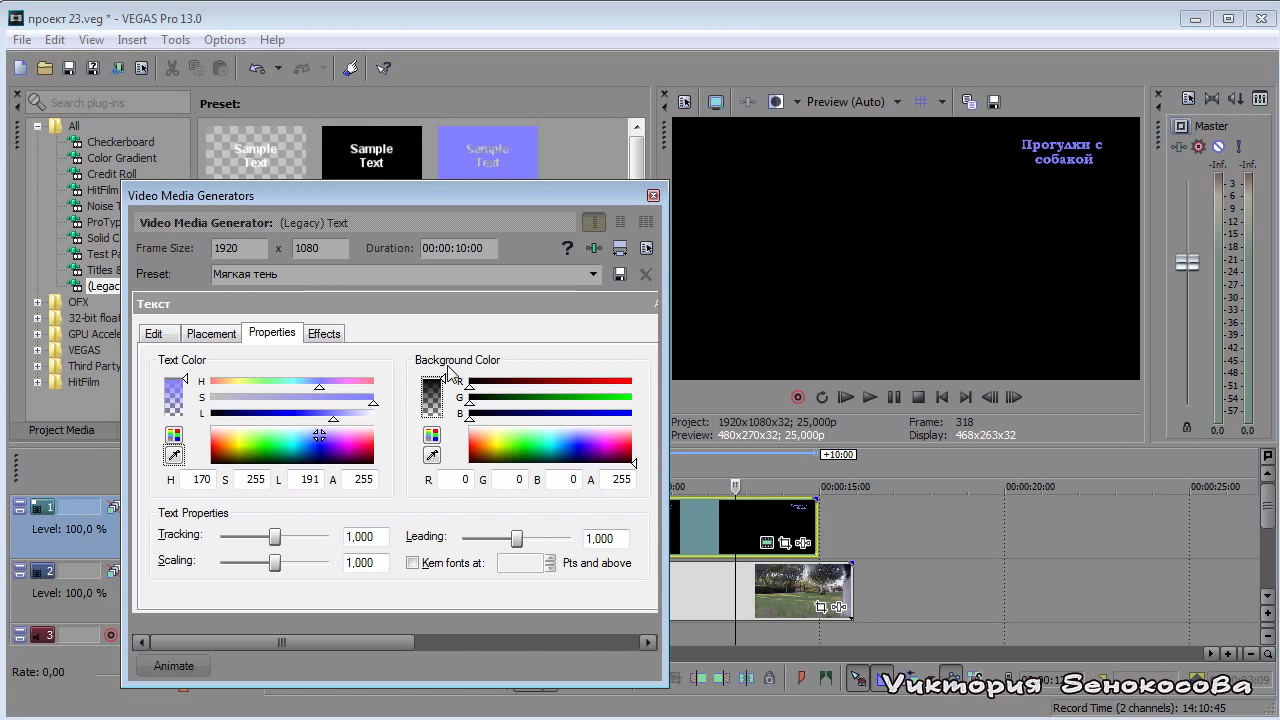 проект 23.veg * - VEGAS Pro 13.0
File Edit View Insert Tools Options Help
Search plug-ins
Preset:
All
Checkerboard
Color Gradient
Credit Roll
HitFilm
Noise T
ProTyp
Solid C
Test Pa
Titles &
(Legac
OFX
32-bit float
GPU Accele
VEGAS
Third Party
HitFilm
Project Media
Sample Text
Sample Text
Sample Text
Preview (Auto)
Прогулки с
собакой
Master
-Inf. -Inf.
3
6
9
12
15
18
21
24
27
30
33
36
39
42
45
48
51
54
57
0,0 0,0
Video Media Generators
Video Media Generator: (Legacy) Text
Frame Size: 1920 x 1080 Duration: 00:00:10:00
Preset: Мягкая тень
Текст
Edit Placement Properties Effects
Text Color
H
S
L
H 170 S 255 L 191 A 255
Background Color
R
G
B
R 0 G 0 B 0 A 255
Text Properties
Tracking: 1,000 Leading: 1,000
Scaling: 1,000 Kern fonts at: Pts and above
Animate
Project: 1920x1080x32; 25,000p Frame: 318
Preview: 480x270x32; 25,000p Display: 468x263x32
+10:00
00:00:15:00 00:00:20:00 00:00:25:00
1
Level: 100,0 %
2
Level: 100,0 %
3
Rate: 0,00
Виктория Бенокосова
Record Time (2 channels): 14:10:45